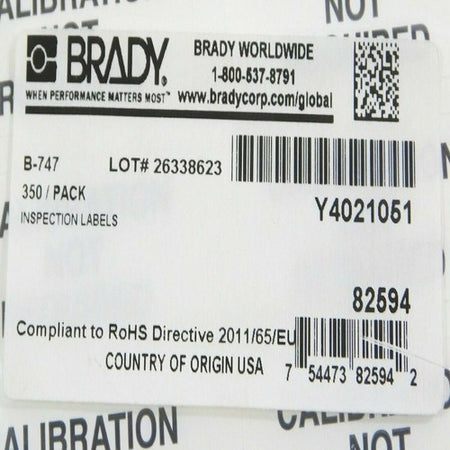 ALIBRATION
NOT
BRADY.
WHEN PERFORMANCE MATTERS MOST™
BRADY WORLDWIDE
1-800-537-8791
www.bradycorp.com/global
B-747
LOT# 26338623
350 / PACK
INSPECTION LABELS
Y4021051
82594
Compliant to RoHS Directive 2011/65/EU
COUNTRY OF ORIGIN USA
7 54473 82594 2
ALIBRATION
NOT